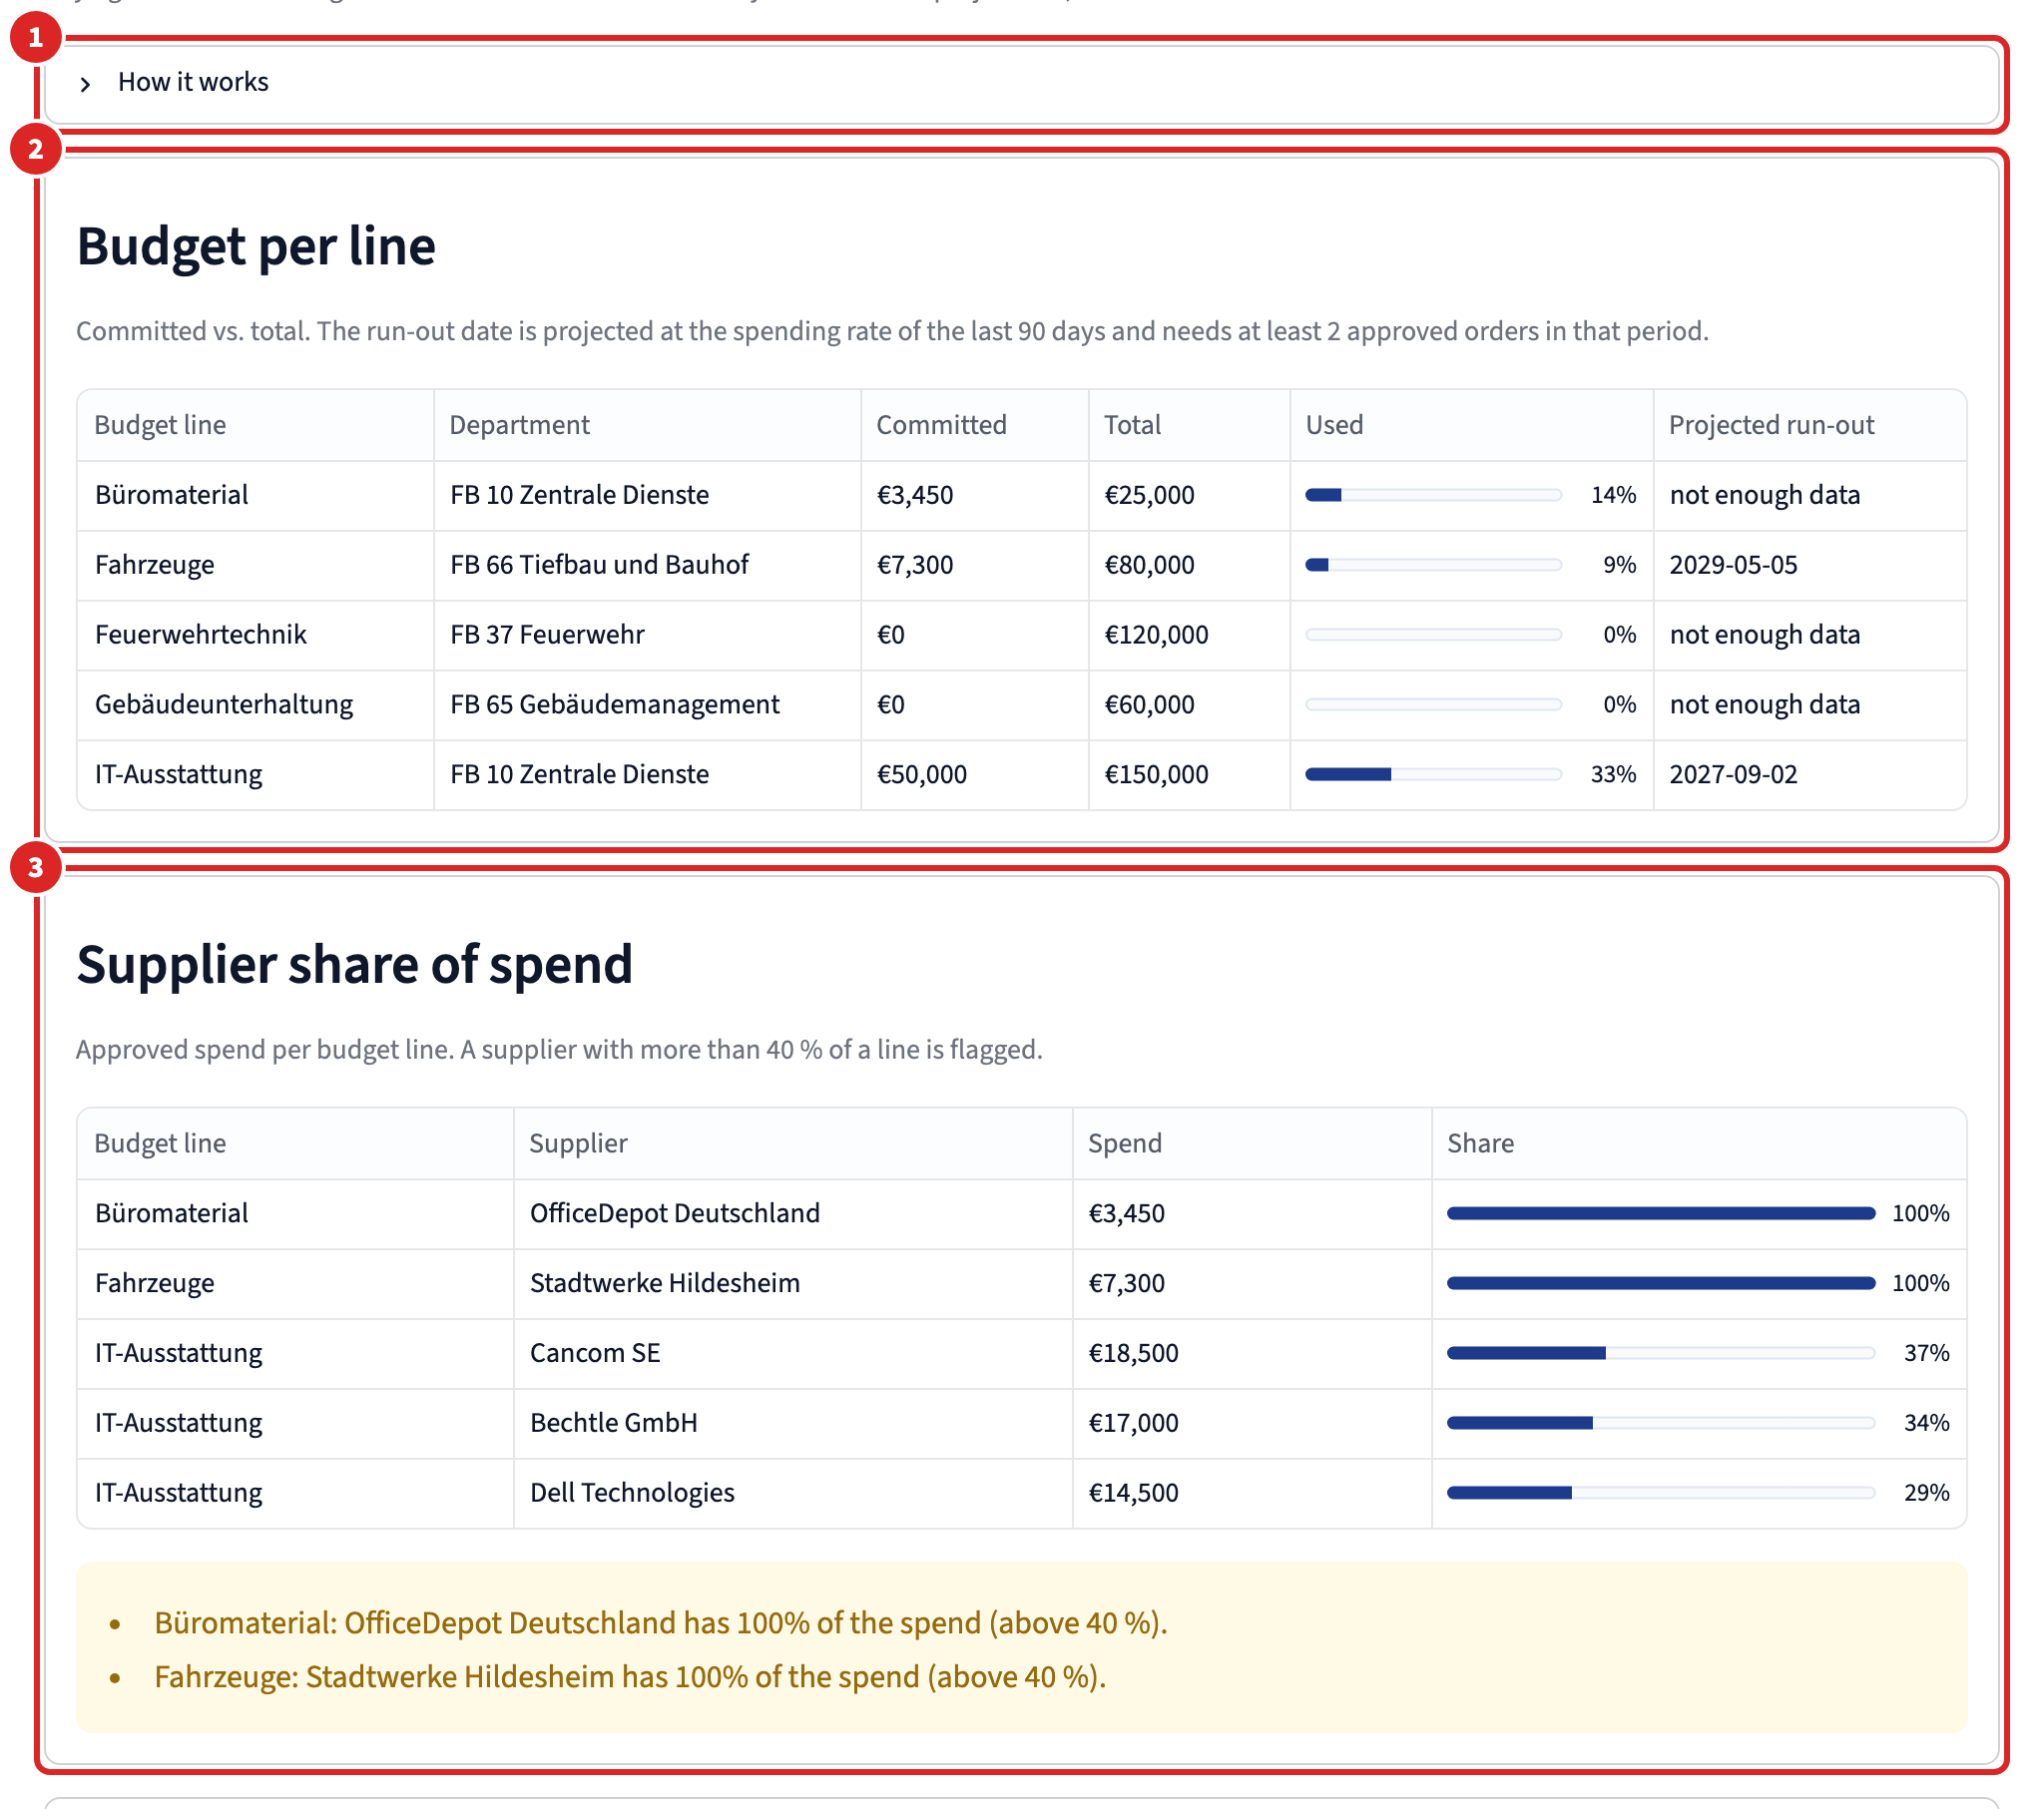 1
How it works
2
Budget per line
Committed vs. total. The run-out date is projected at the spending rate of the last 90 days and needs at least 2 approved orders in that period.
Budget line Department Committed Total Used Projected run-out
Büromaterial FB 10 Zentrale Dienste €3,450 €25,000 14% not enough data
Fahrzeuge FB 66 Tiefbau und Bauhof €7,300 €80,000 9% 2029-05-05
Feuerwehrtechnik FB 37 Feuerwehr €0 €120,000 0% not enough data
Gebäudeunterhaltung FB 65 Gebäudemanagement €0 €60,000 0% not enough data
IT-Ausstattung FB 10 Zentrale Dienste €50,000 €150,000 33% 2027-09-02
3
Supplier share of spend
Approved spend per budget line. A supplier with more than 40 % of a line is flagged.
Budget line Supplier Spend Share
Büromaterial OfficeDepot Deutschland €3,450 100%
Fahrzeuge Stadtwerke Hildesheim €7,300 100%
IT-Ausstattung Cancom SE €18,500 37%
IT-Ausstattung Bechtle GmbH €17,000 34%
IT-Ausstattung Dell Technologies €14,500 29%
• Büromaterial: OfficeDepot Deutschland has 100% of the spend (above 40 %).
• Fahrzeuge: Stadtwerke Hildesheim has 100% of the spend (above 40 %).